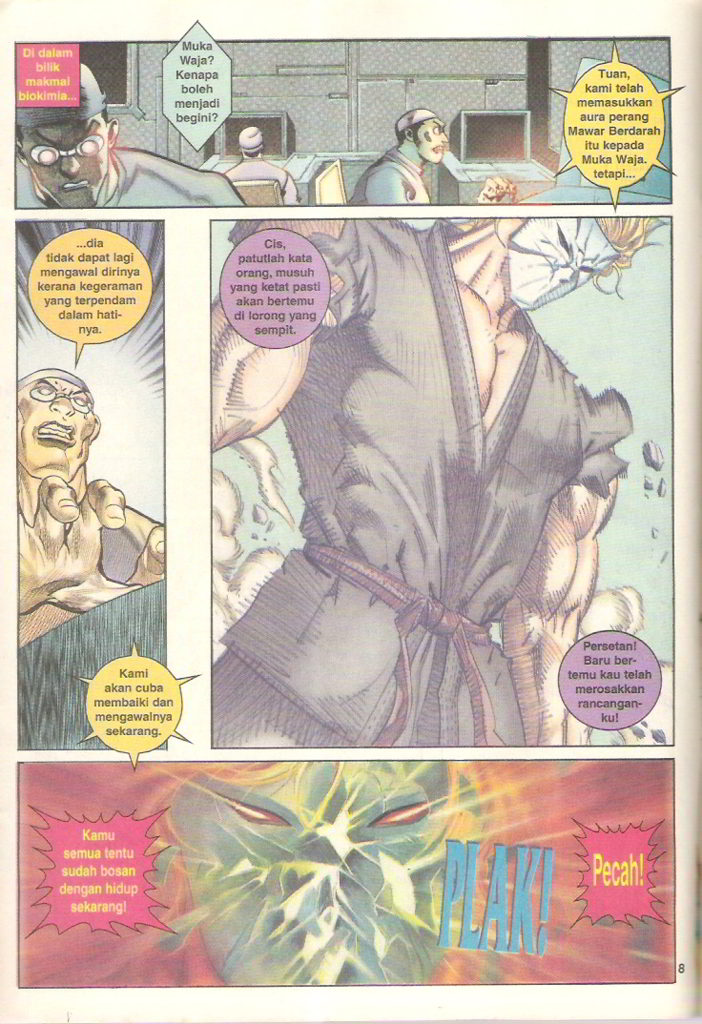 Di dalam
bilik
makmal
biokimia...
Muka
Waja?
Kenapa
boleh
menjadi
begini?
Tuan,
kami telah
memasukkan
aura perang
Mawar Berdarah
itu kepada
Muka Waja.
tetapi...
...dia
tidak dapat lagi
mengawal dirinya
kerana kegeraman
yang terpendam
dalam hati-
nya.
Cis,
patutlah kata
orang, musuh
yang ketat pasti
akan bertemu
di lorong yang
sempit.
Kami
akan cuba
membaiki dan
mengawalnya
sekarang.
Persetan!
Baru ber-
temu kau telah
merosakkan
rancangan-
ku!
Kamu
semua tentu
sudah bosan
dengan hidup
sekarang!
PLAK!
Pecah!
8